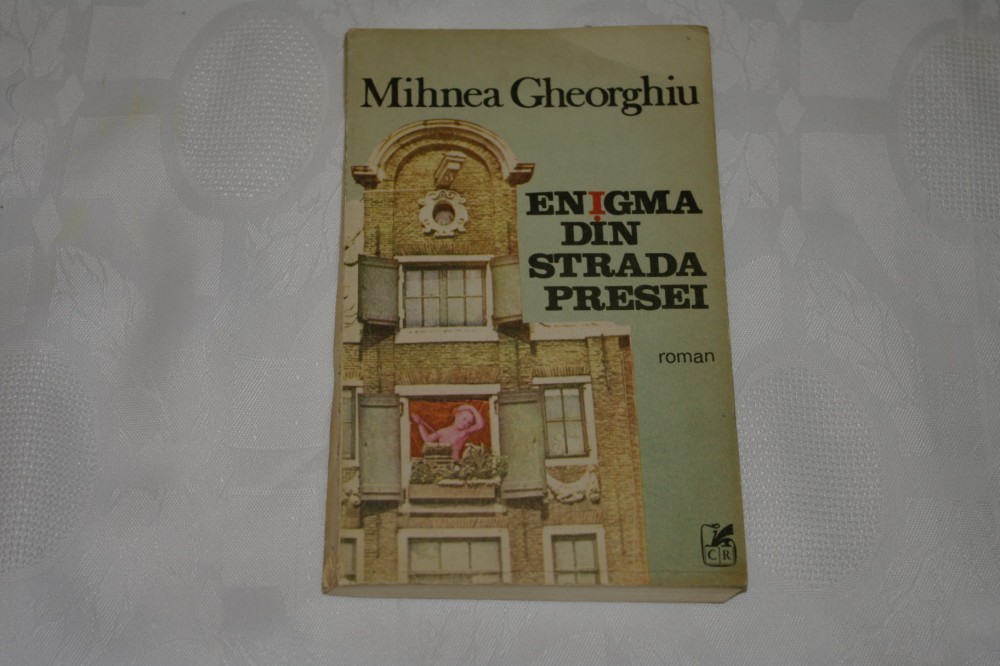 Mihnea Gheorghiu
ENIGMA
DIN
STRADA
PRESEI
roman
CR